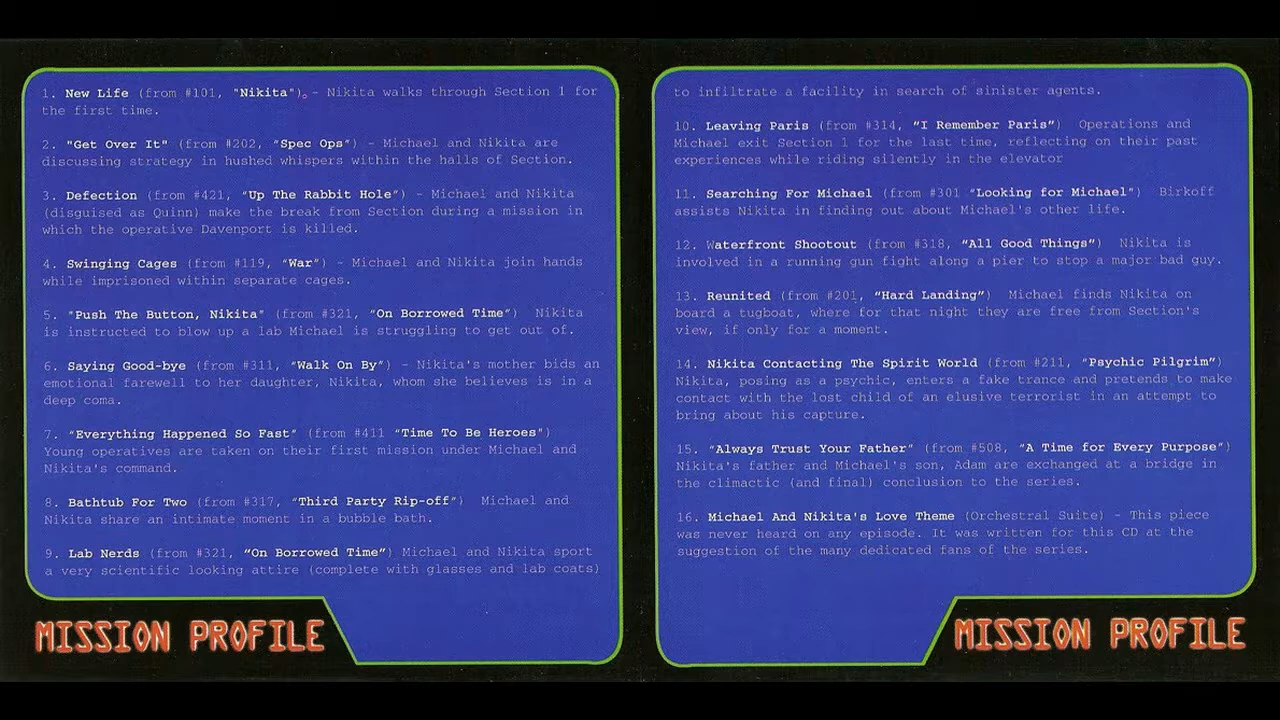 1. New Life (from #101, "Nikita") - Nikita walks through Section 1 for
the first time.
2. "Get Over It" (from #202, "Spec Ops") - Michael and Nikita are
discussing strategy in hushed whispers within the halls of Section.
3. Defection (from #421, "Up The Rabbit Hole") - Michael and Nikita
(disguised as Quinn) make the break from Section during a mission in
which the operative Davenport is killed.
4. Swinging Cages (from #119, "War") - Michael and Nikita join hands
while imprisoned within separate cages.
5. "Push The Button, Nikita" (from #321, "On Borrowed Time") Nikita
is instructed to blow up a lab Michael is struggling to get out of.
6. Saying Good-bye (from #311, "Walk On By") - Nikita's mother bids an
emotional farewell to her daughter, Nikita, whom she believes is in a
deep coma.
7. "Everything Happened So Fast" (from #411 "Time To Be Heroes")
Young operatives are taken on their first mission under Michael and
Nikita's command.
8. Bathtub For Two (from #317, "Third Party Rip-off") Michael and
Nikita share an intimate moment in a bubble bath.
9. Lab Nerds (from #321, "On Borrowed Time") Michael and Nikita sport
a very scientific looking attire (complete with glasses and lab coats)
MISSION PROFILE
to infiltrate a facility in search of sinister agents.
10. Leaving Paris (from #314, "I Remember Paris") Operations and
Michael exit Section 1 for the last time, reflecting on their past
experiences while riding silently in the elevator
11. Searching For Michael (from #301 "Looking for Michael") Birkoff
assists Nikita in finding out about Michael's other life.
12. Waterfront Shootout (from #318, "All Good Things") Nikita is
involved in a running gun fight along a pier to stop a major bad guy.
13. Reunited (from #201, "Hard Landing") Michael finds Nikita on
board a tugboat, where for that night they are free from Section's
view, if only for a moment.
14. Nikita Contacting The Spirit World (from #211, "Psychic Pilgrim")
Nikita, posing as a psychic, enters a fake trance and pretends to make
contact with the lost child of an elusive terrorist in an attempt to
bring about his capture.
15. "Always Trust Your Father" (from #508, "A Time for Every Purpose")
Nikita's father and Michael's son, Adam are exchanged at a bridge in
the climactic (and final) conclusion to the series.
16. Michael And Nikita's Love Theme (Orchestral Suite) - This piece
was never heard on any episode. It was written for this CD at the
suggestion of the many dedicated fans of the series.
MISSION PROFILE